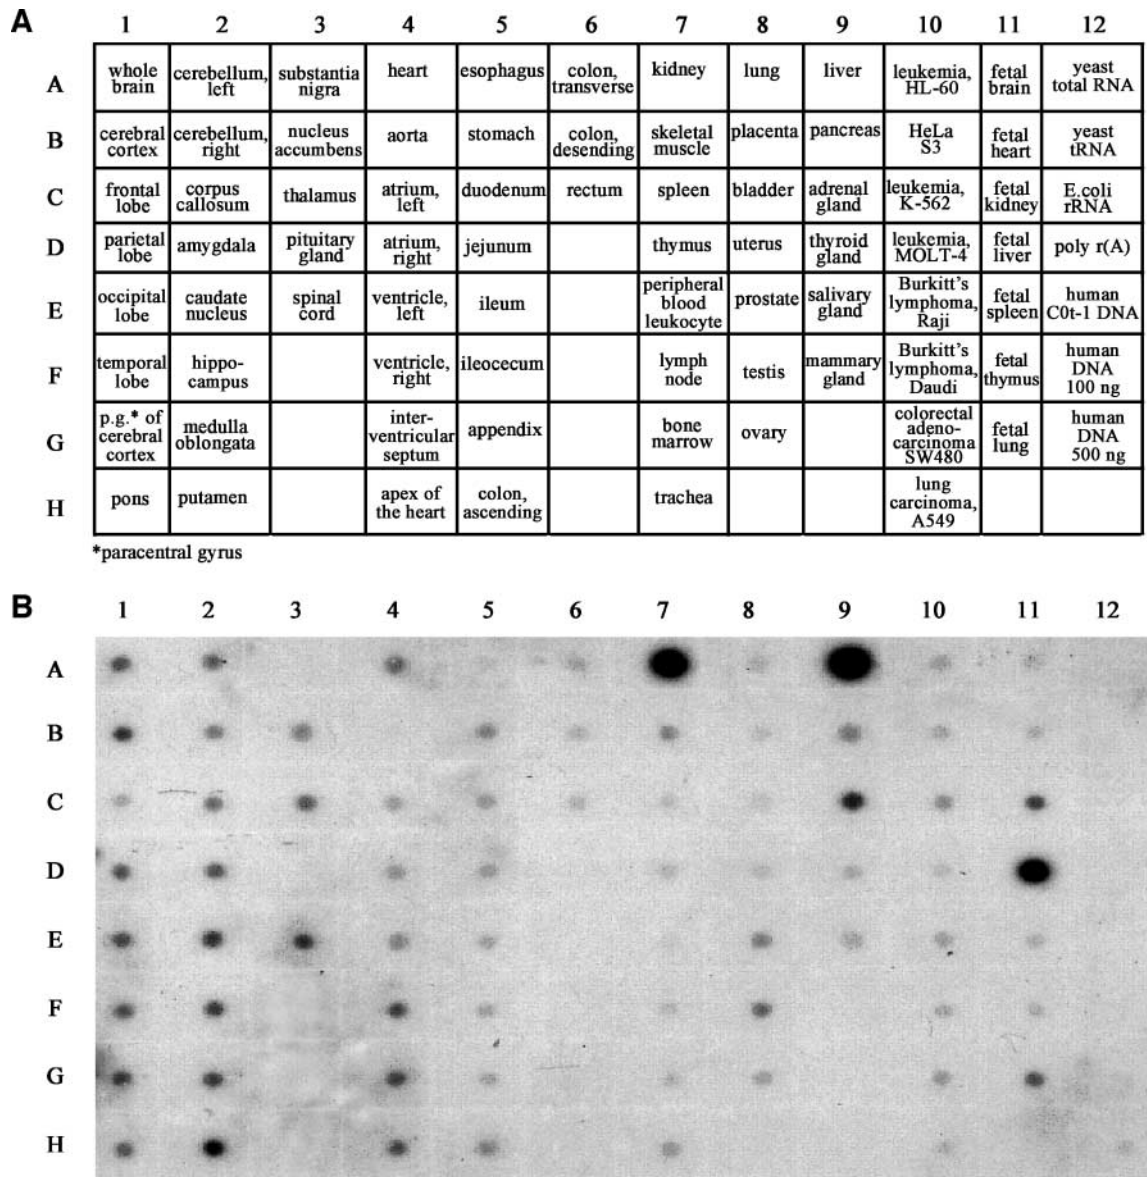 A
1 2 3 4 5 6 7 8 9 10 11 12
A whole brain cerebellum, left substantia nigra heart esophagus colon, transverse kidney lung liver leukemia, HL-60 fetal brain yeast total RNA
B cerebral cortex cerebellum, right nucleus accumbens aorta stomach colon, desending skeletal muscle placenta pancreas HeLa S3 fetal heart yeast tRNA
C frontal lobe corpus callosum thalamus atrium, left duodenum rectum spleen bladder adrenal gland leukemia, K-562 fetal kidney E.coli rRNA
D parietal lobe amygdala pituitary gland atrium, right jejunum thymus uterus thyroid gland leukemia, MOLT-4 fetal liver poly r(A)
E occipital lobe caudate nucleus spinal cord ventricle, left ileum peripheral blood leukocyte prostate salivary gland Burkitt's lymphoma, Raji fetal spleen human C0t-1 DNA
F temporal lobe hippo-campus ventricle, right ileocecum lymph node testis mammary gland Burkitt's lymphoma, Daudi fetal thymus human DNA 100 ng
G p.g.* of cerebral cortex medulla oblongata inter-ventricular septum appendix bone marrow ovary colorectal adeno-carcinoma SW480 fetal lung human DNA 500 ng
H pons putamen apex of the heart colon, ascending trachea lung carcinoma, A549
*paracentral gyrus
B
1 2 3 4 5 6 7 8 9 10 11 12
A
B
C
D
E
F
G
H